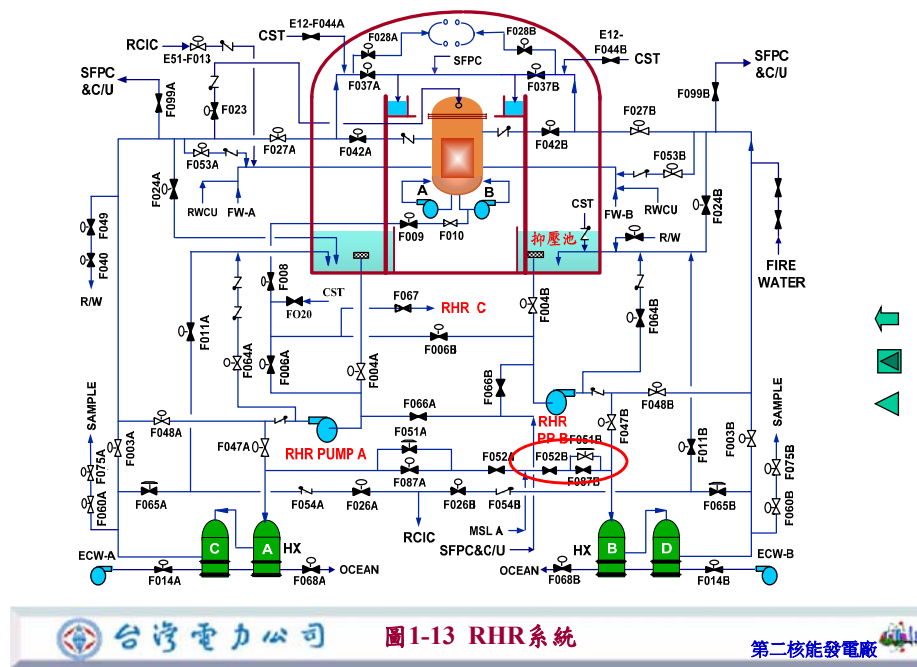 E12-F044A
CST
F028A
F028B
E12-
F044B
CST
RCIC
E51-F013
SFPC
SFPC
&C/U
F099A
F023
F037A
F037B
F099B
SFPC
&C/U
F027A
F042A
F042B
F027B
F053A
F053B
F024A
RWCU
FW-A
A
B
FW-B
RWCU
F024B
CST
F049
F040
R/W
F009
F010
抑壓池
R/W
FIRE
WATER
F008
CST
FO20
F067
RHR C
F004B
F064B
F011A
F064A
F006A
F004A
F006B
F066B
SAMPLE
F048A
F003A
F047A
RHR PUMP A
F066A
F051A
RHR
PP B
F051B
F047B
F048B
F011B
F003B
SAMPLE
F075A
F060A
F052A
F052B
F087A
F087B
F075B
F060B
F065A
F054A
F026A
F026B
F054B
F065B
RCIC
MSL A
SFPC&C/U
C
A
HX
HX
B
D
ECW-A
F014A
F068A
OCEAN
OCEAN
F068B
F014B
ECW-B
台灣電力公司
圖1-13 RHR系統
第二核能發電廠